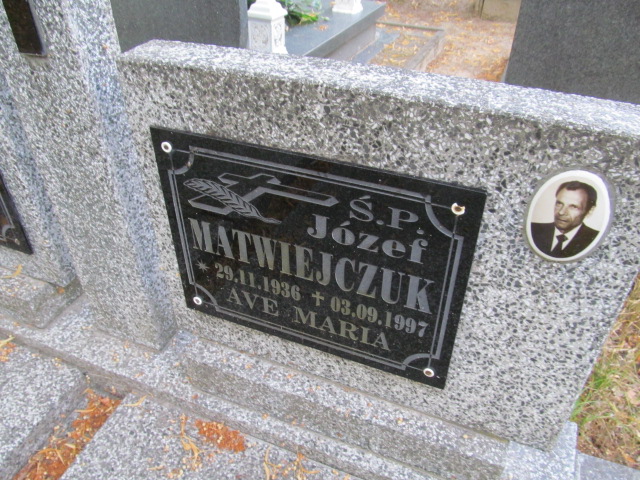 Ś.P.
Józef
MATWIEJCZUK
* 29.11.1936 + 03.09.1997
AVE MARIA